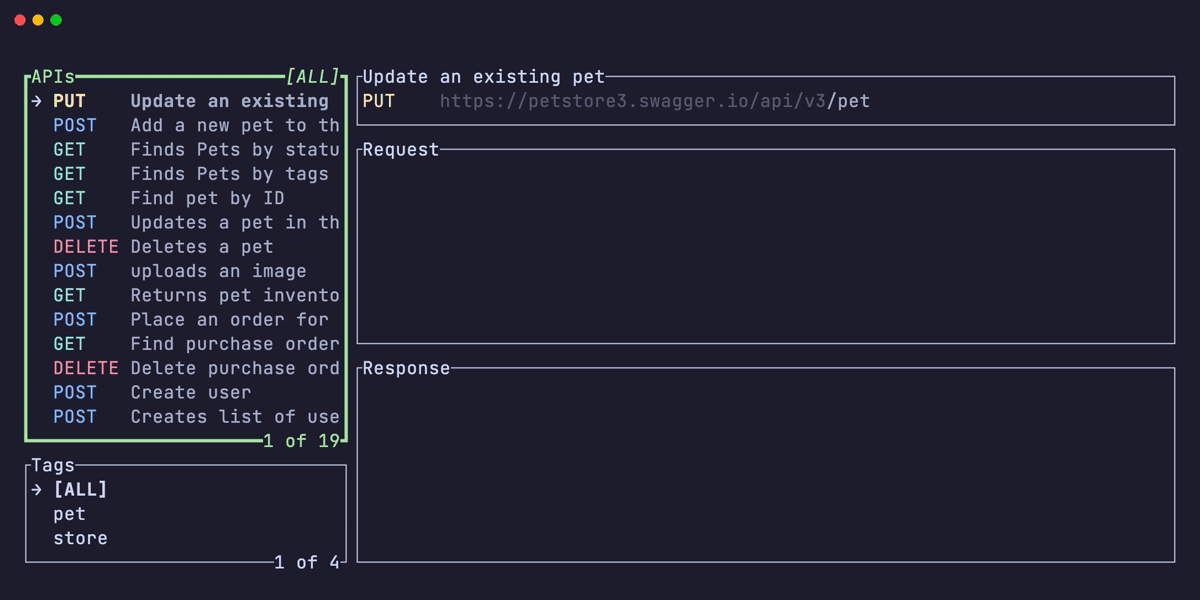 APIs [ALL]
→ PUT Update an existing
POST Add a new pet to th
GET Finds Pets by statu
GET Finds Pets by tags
GET Find pet by ID
POST Updates a pet in th
DELETE Deletes a pet
POST uploads an image
GET Returns pet invento
POST Place an order for
GET Find purchase order
DELETE Delete purchase ord
POST Create user
POST Creates list of use
1 of 19
Tags
→ [ALL]
pet
store
1 of 4
Update an existing pet
PUT https://petstore3.swagger.io/api/v3/pet
Request
Response